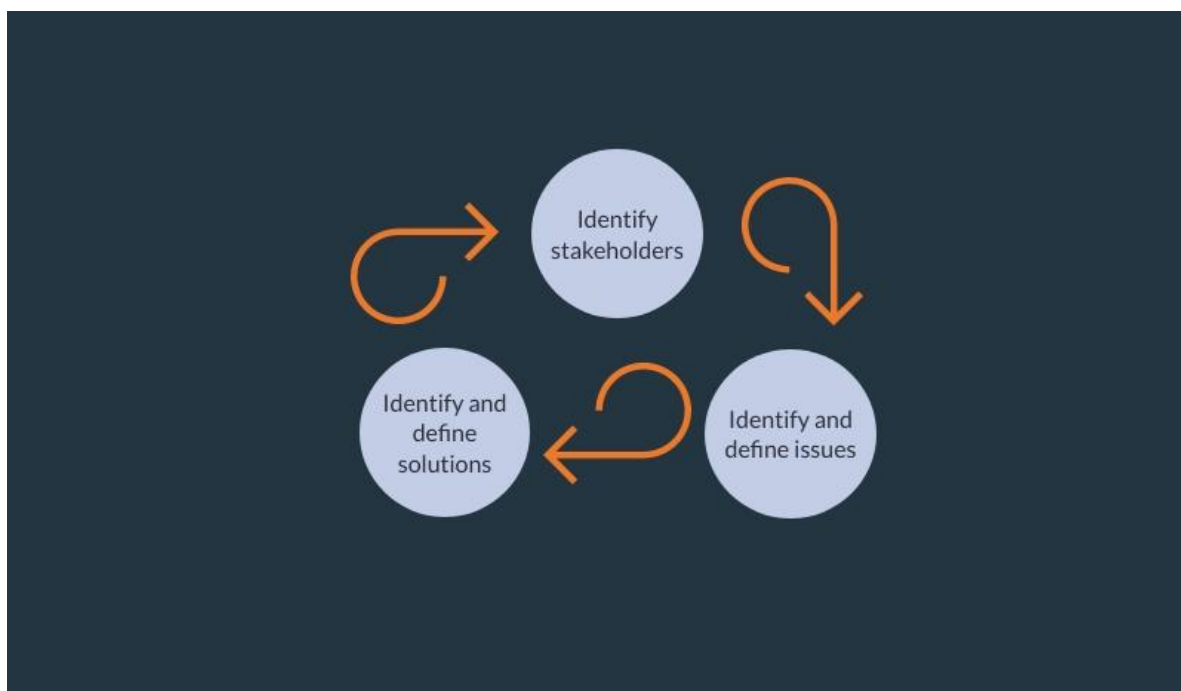 Identify
stakeholders
Identify and
define issues
Identify and
define
solutions